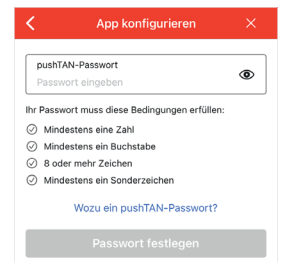 App konfigurieren
pushTAN-Passwort
Passwort eingeben
Ihr Passwort muss diese Bedingungen erfüllen:
Mindestens eine Zahl
Mindestens ein Buchstabe
8 oder mehr Zeichen
Mindestens ein Sonderzeichen
Wozu ein pushTAN-Passwort?
Passwort festlegen